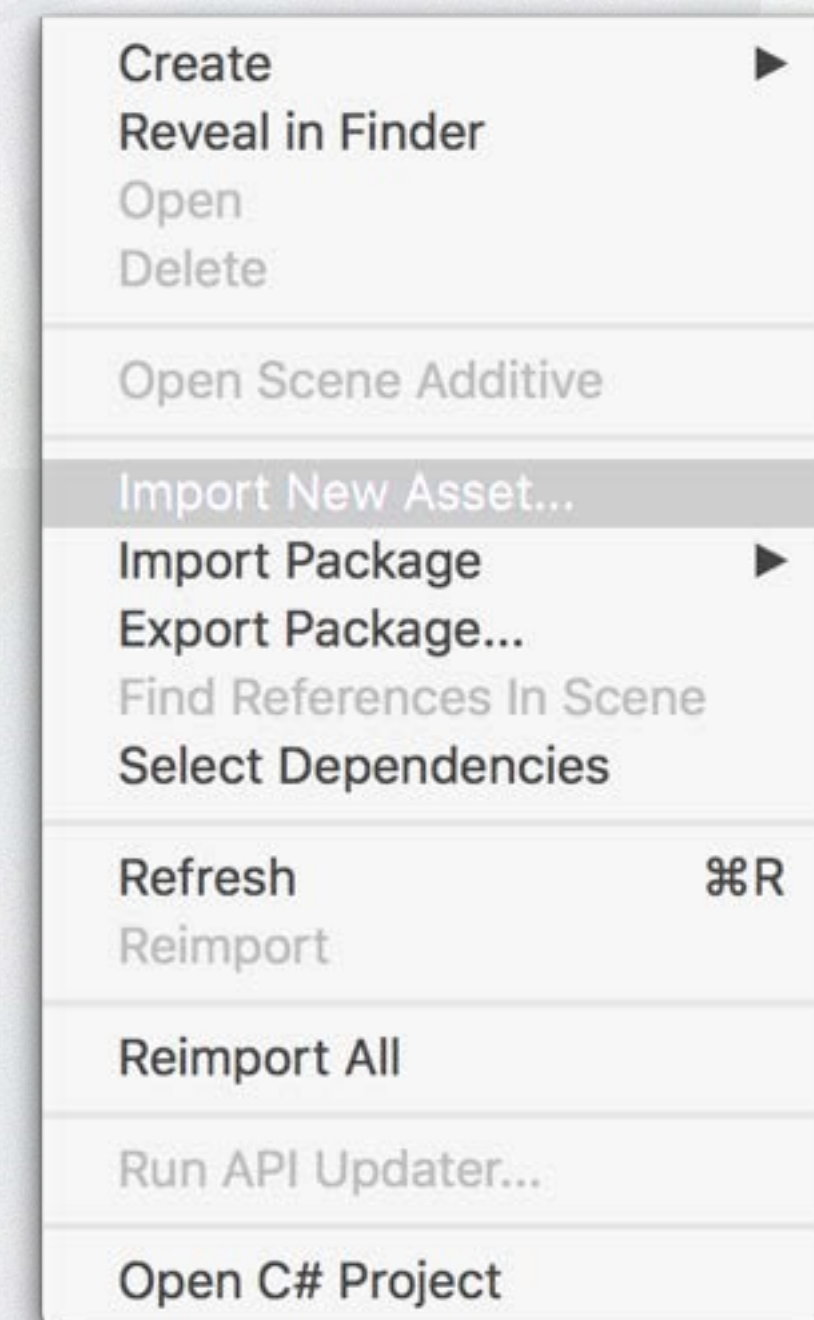 Create
Reveal in Finder
Open
Delete
Open Scene Additive
Import New Asset...
Import Package
Export Package...
Find References In Scene
Select Dependencies
Refresh ⌘R
Reimport
Reimport All
Run API Updater...
Open C# Project